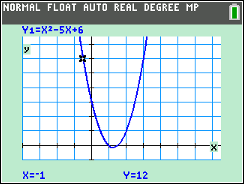 NORMAL FLOAT AUTO REAL DEGREE MP
Y1=X²-5X+6
y
x
X=-1 Y=12